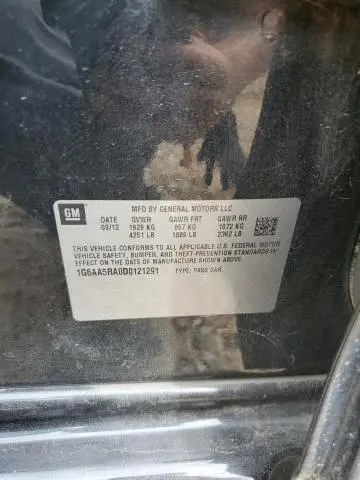 GM
MFD BY GENERAL MOTORS LLC
DATE GVWR GAWR FRT GAWR RR
09/12 1929 KG 857 KG 1072 KG
4251 LB 1889 LB 2362 LB
THIS VEHICLE CONFORMS TO ALL APPLICABLE U.S. FEDERAL MOTOR
VEHICLE SAFETY, BUMPER, AND THEFT PREVENTION STANDARDS IN
EFFECT ON THE DATE OF MANUFACTURE SHOWN ABOVE.
1G6AA5RA0D0121291 TYPE: PASS CAR